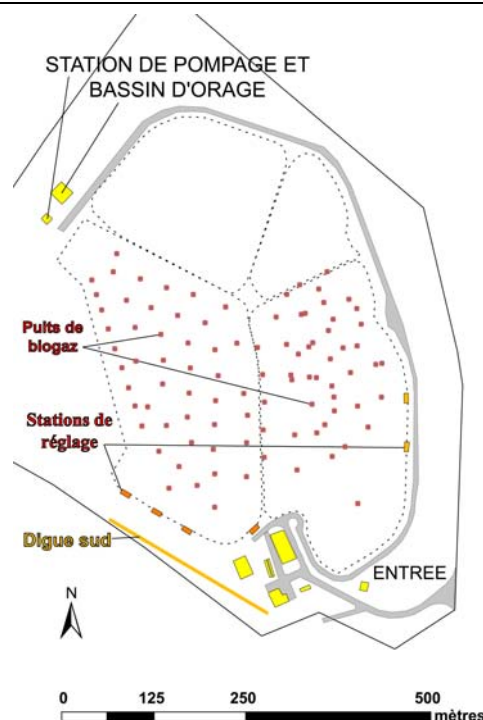 STATION DE POMPAGE ET
BASSIN D'ORAGE
Puits de
biogaz
Stations de
réglage
Digue sud
ENTREE
N
0 125 250 500
mètres